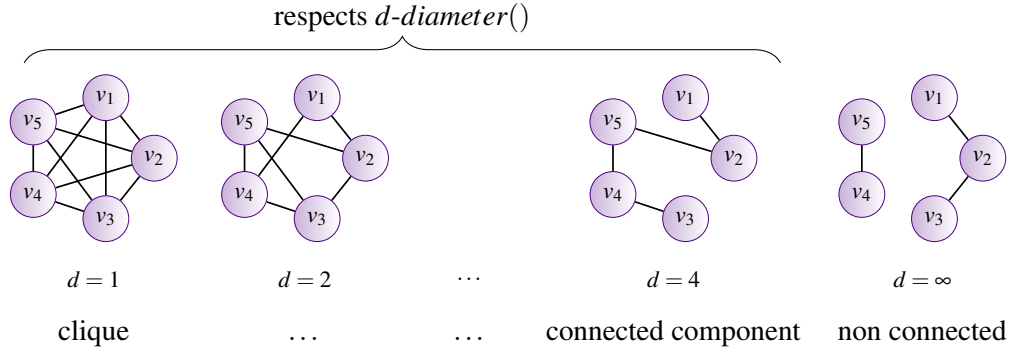 respects d-diameter()
v1 v1 v1 v1
v5 v5 v5 v5
v2 v2 v2 v2
v4 v4 v4 v4
v3 v3 v3 v3
d = 1 d = 2 ... d = 4 d = ∞
clique ... ... connected component non connected